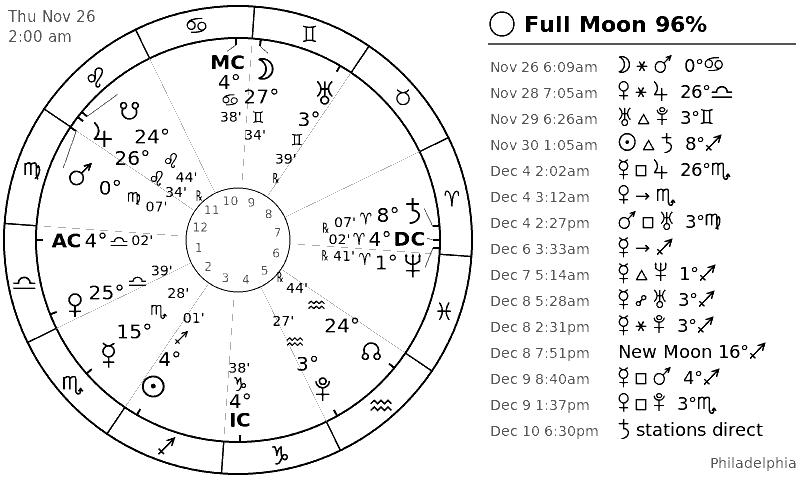 Thu Nov 26
2:00 am
MC
4°
♋
38'
☽
27°
♊
34'
♅
3°
♊
39'
℞
☋
24°
♌
44'
℞
♃
26°
♌
34'
♂
0°
♍
07'
AC 4° ♎ 02'
♀ 25° ♎ 39'
☿
15°
♏
28'
☉
4°
♐
01'
38'
♑
4°
IC
♇
3°
♒
27'
☊
24°
♒
44'
℞
℞ 07' ♈ 8° ♄
02' ♈ 4° DC
℞ 41' ♈ 1° ♆
1
2
3
4
5
6
7
8
9
10
11
12
♋
♊
♉
♈
♓
♒
♑
♐
♏
♎
♍
♌
Full Moon 96%
Nov 26 6:09am ☽ ⚹ ♂ 0°♋
Nov 28 7:05am ♀ ⚹ ♃ 26°♎
Nov 29 6:26am ♅ △ ♇ 3°♊
Nov 30 1:05am ☉ △ ♄ 8°♐
Dec 4 2:02am ☿ □ ♃ 26°♏
Dec 4 3:12am ♀ → ♏
Dec 4 2:27pm ♂ □ ♅ 3°♍
Dec 6 3:33am ☿ → ♐
Dec 7 5:14am ☿ △ ♆ 1°♐
Dec 8 5:28am ☿ ☍ ♅ 3°♐
Dec 8 2:31pm ☿ ⚹ ♇ 3°♐
Dec 8 7:51pm New Moon 16°♐
Dec 9 8:40am ☿ □ ♂ 4°♐
Dec 9 1:37pm ♀ □ ♇ 3°♏
Dec 10 6:30pm ♄ stations direct
Philadelphia